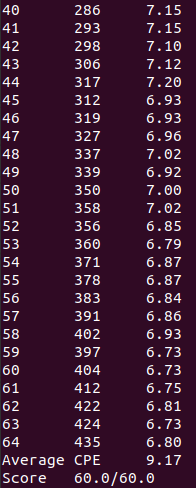 40 286 7.15
41 293 7.15
42 298 7.10
43 306 7.12
44 317 7.20
45 312 6.93
46 319 6.93
47 327 6.96
48 337 7.02
49 339 6.92
50 350 7.00
51 358 7.02
52 356 6.85
53 360 6.79
54 371 6.87
55 378 6.87
56 383 6.84
57 391 6.86
58 402 6.93
59 397 6.73
60 404 6.73
61 412 6.75
62 422 6.81
63 424 6.73
64 435 6.80
Average CPE 9.17
Score 60.0/60.0